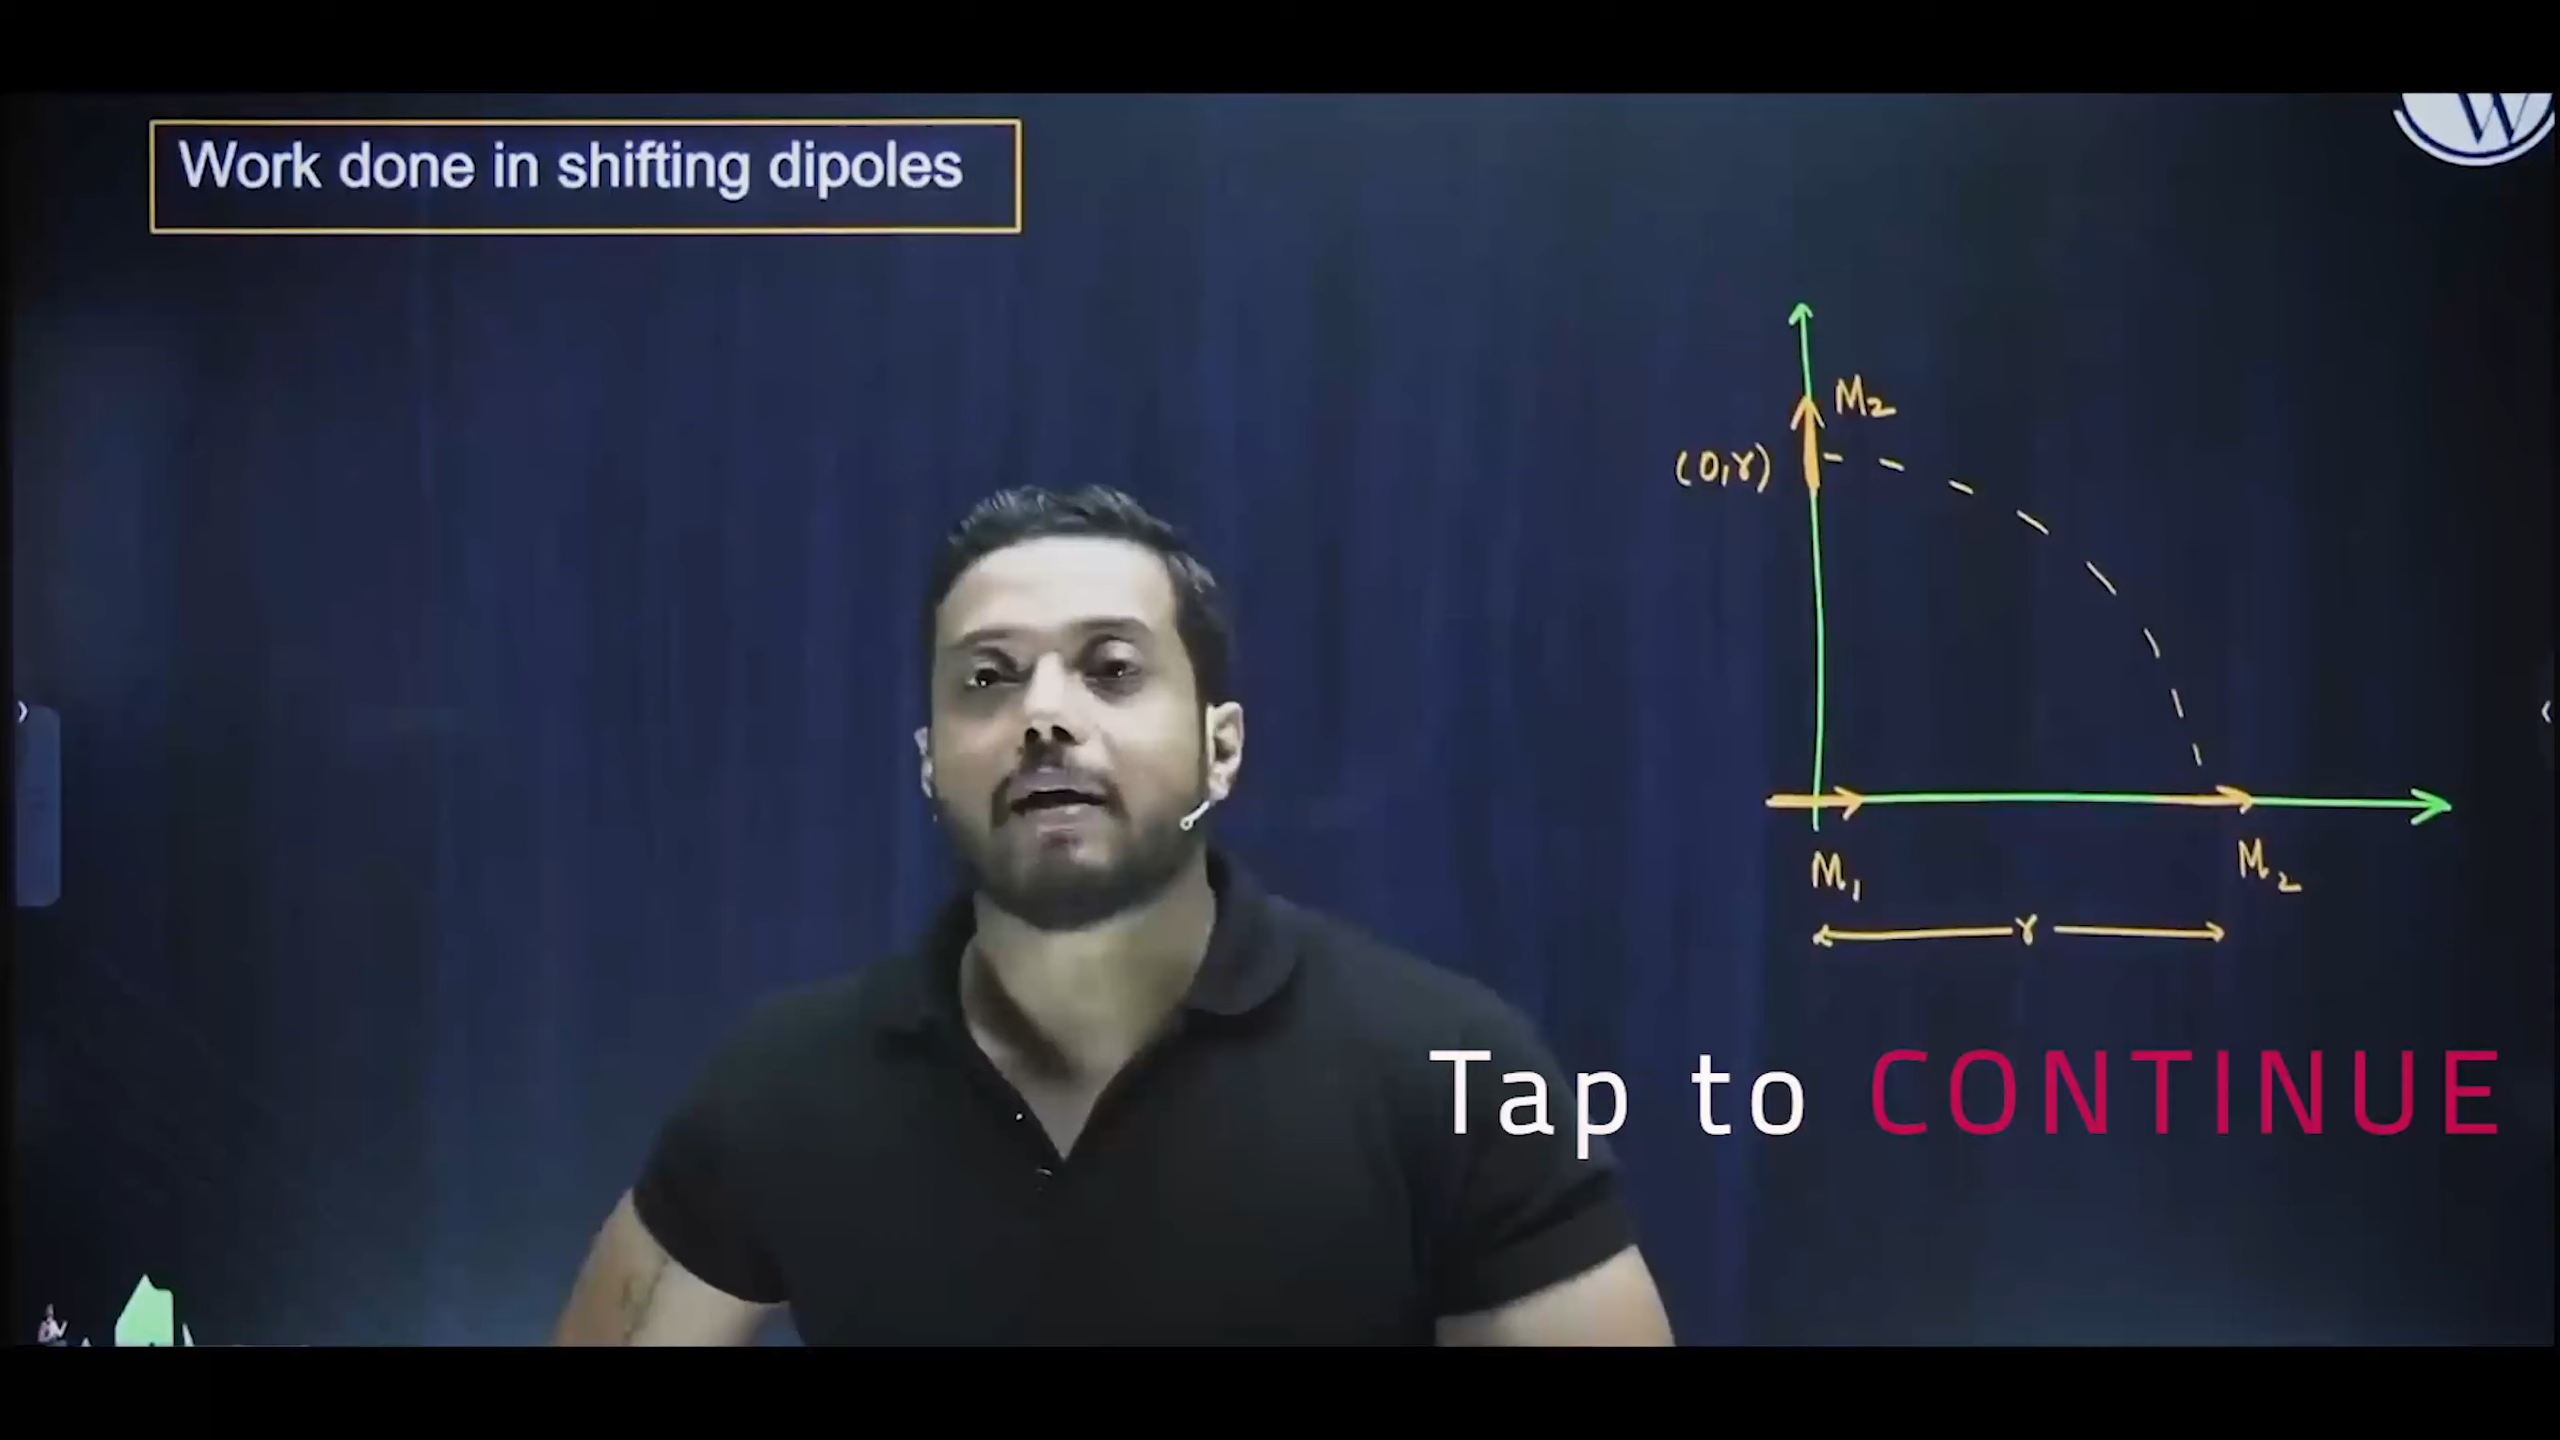 Work done in shifting dipoles
W
M₂
(0,r)
M₁
M₂
r
Tap to CONTINUE